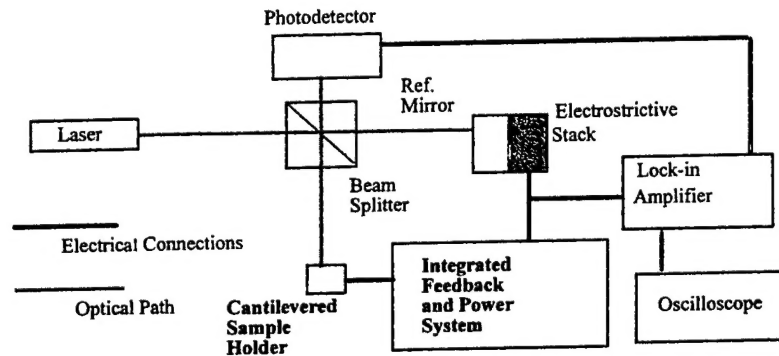 Photodetector
Ref.
Mirror
Electrostrictive
Stack
Laser
Lock-in
Amplifier
Beam
Splitter
Electrical Connections
Integrated
Feedback
and Power
System
Oscilloscope
Optical Path
Cantilevered
Sample
Holder